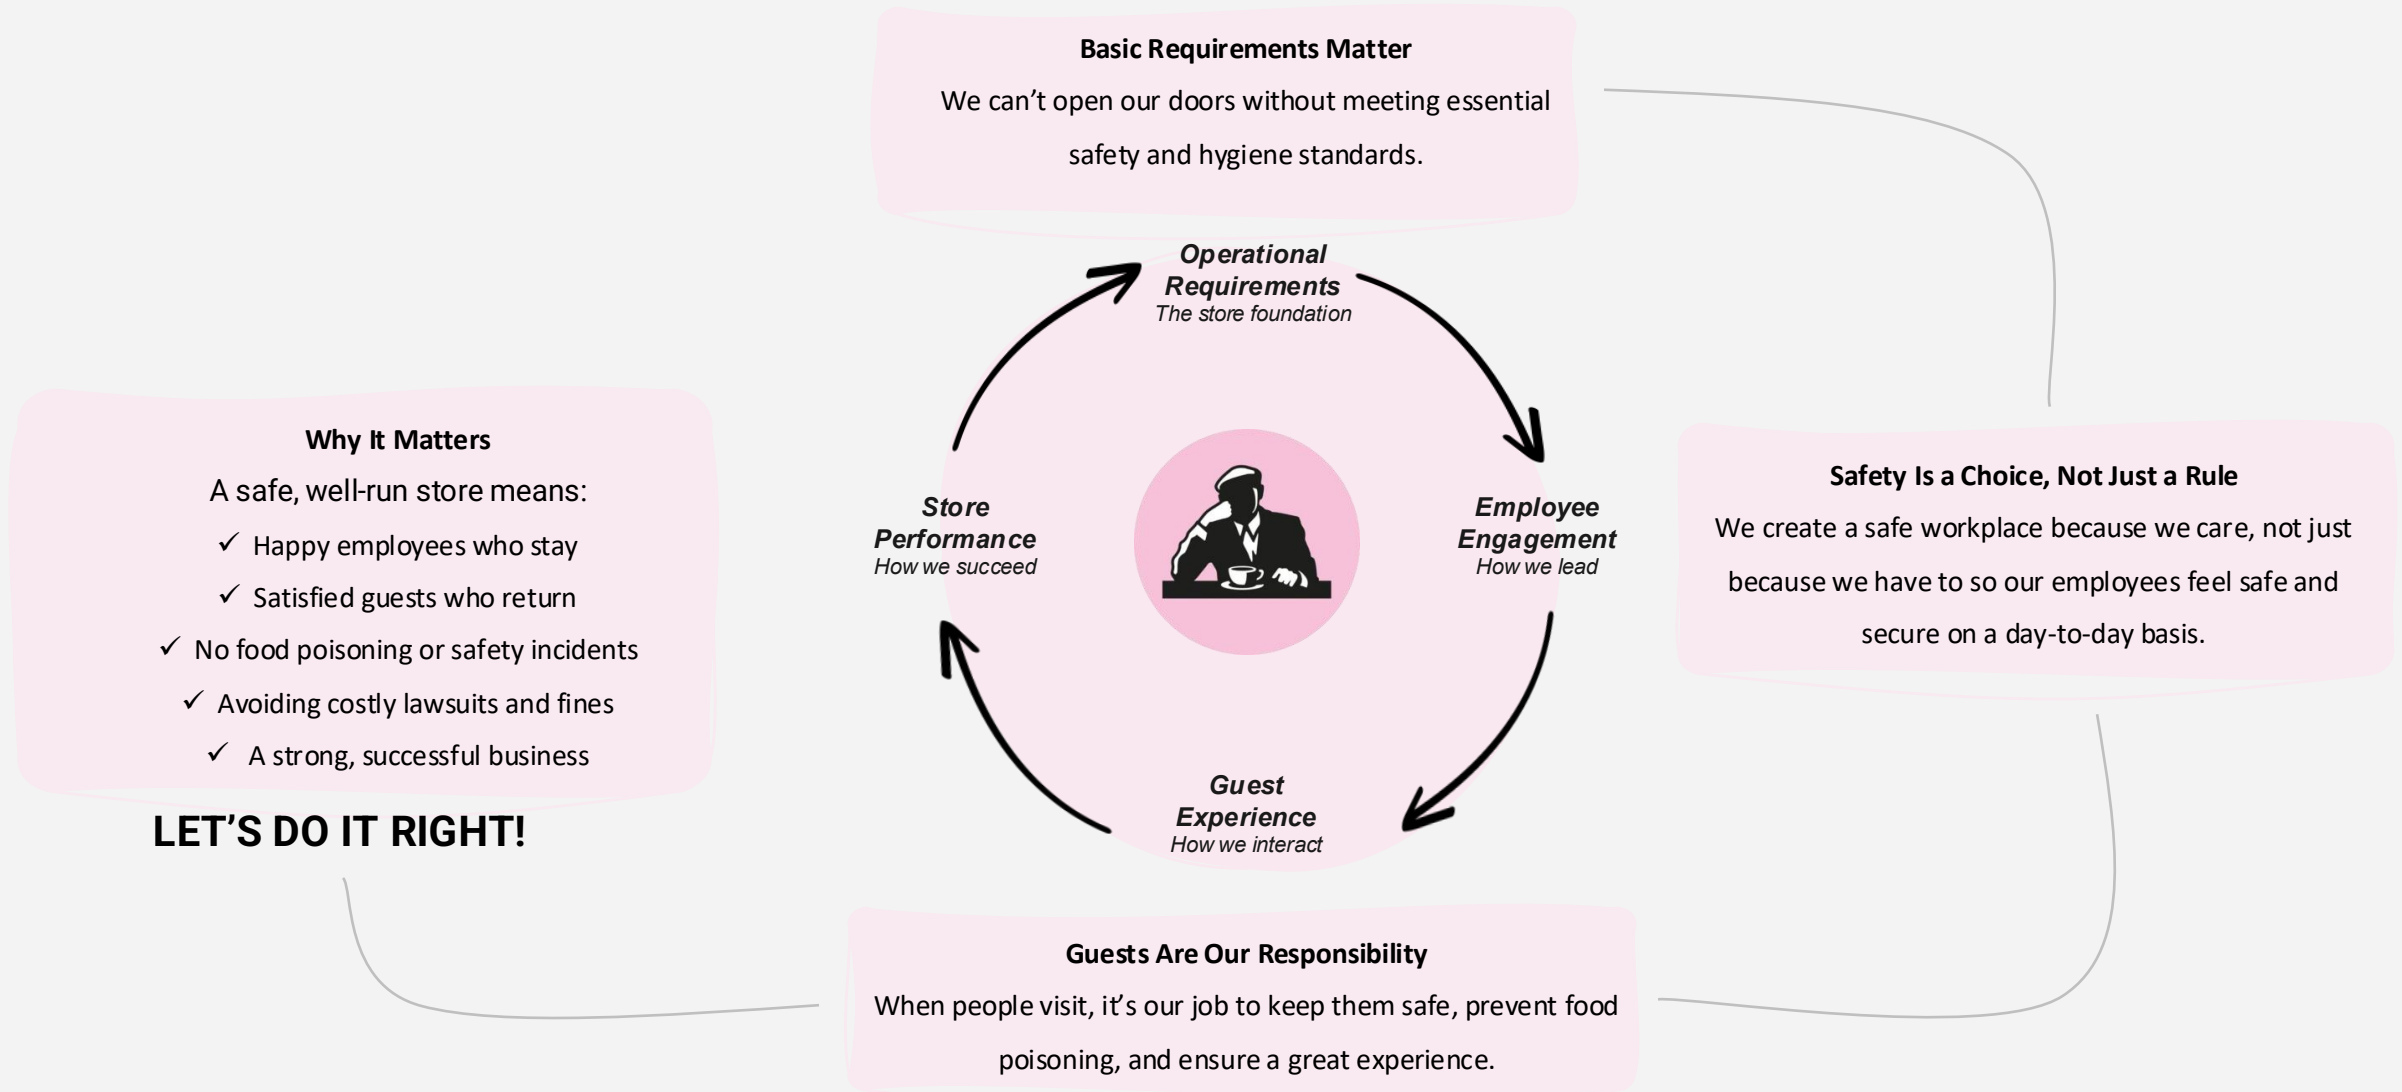 Basic Requirements Matter
We can’t open our doors without meeting essential
safety and hygiene standards.
Operational
Requirements
The store foundation
Employee
Engagement
How we lead
Guest
Experience
How we interact
Store
Performance
How we succeed
Safety Is a Choice, Not Just a Rule
We create a safe workplace because we care, not just
because we have to so our employees feel safe and
secure on a day-to-day basis.
Guests Are Our Responsibility
When people visit, it’s our job to keep them safe, prevent food
poisoning, and ensure a great experience.
Why It Matters
A safe, well-run store means:
✓ Happy employees who stay
✓ Satisfied guests who return
✓ No food poisoning or safety incidents
✓ Avoiding costly lawsuits and fines
✓ A strong, successful business
LET’S DO IT RIGHT!